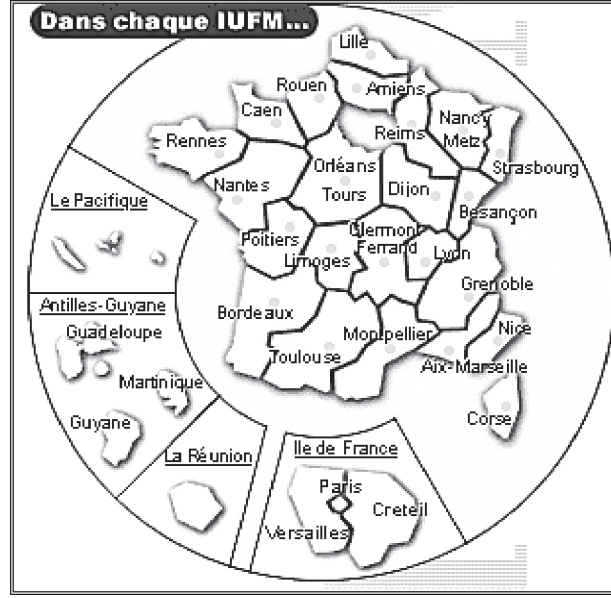 Dans chaque IUFM...
Lille
Rouen
Amiens
Caen
Reims
Nancy
Metz
Rennes
Strasbourg
Orléans
Tours
Nantes
Dijon
Besançon
Le Pacifique
Poitiers
Clermont
Ferrand
Limoges
Lyon
Grenoble
Antilles-Guyane
Bordeaux
Guadeloupe
Montpellier
Nice
Toulouse
Aix-Marseille
Martinique
Guyane
Corse
La Réunion
Ile de France
Paris
Creteil
Versailles